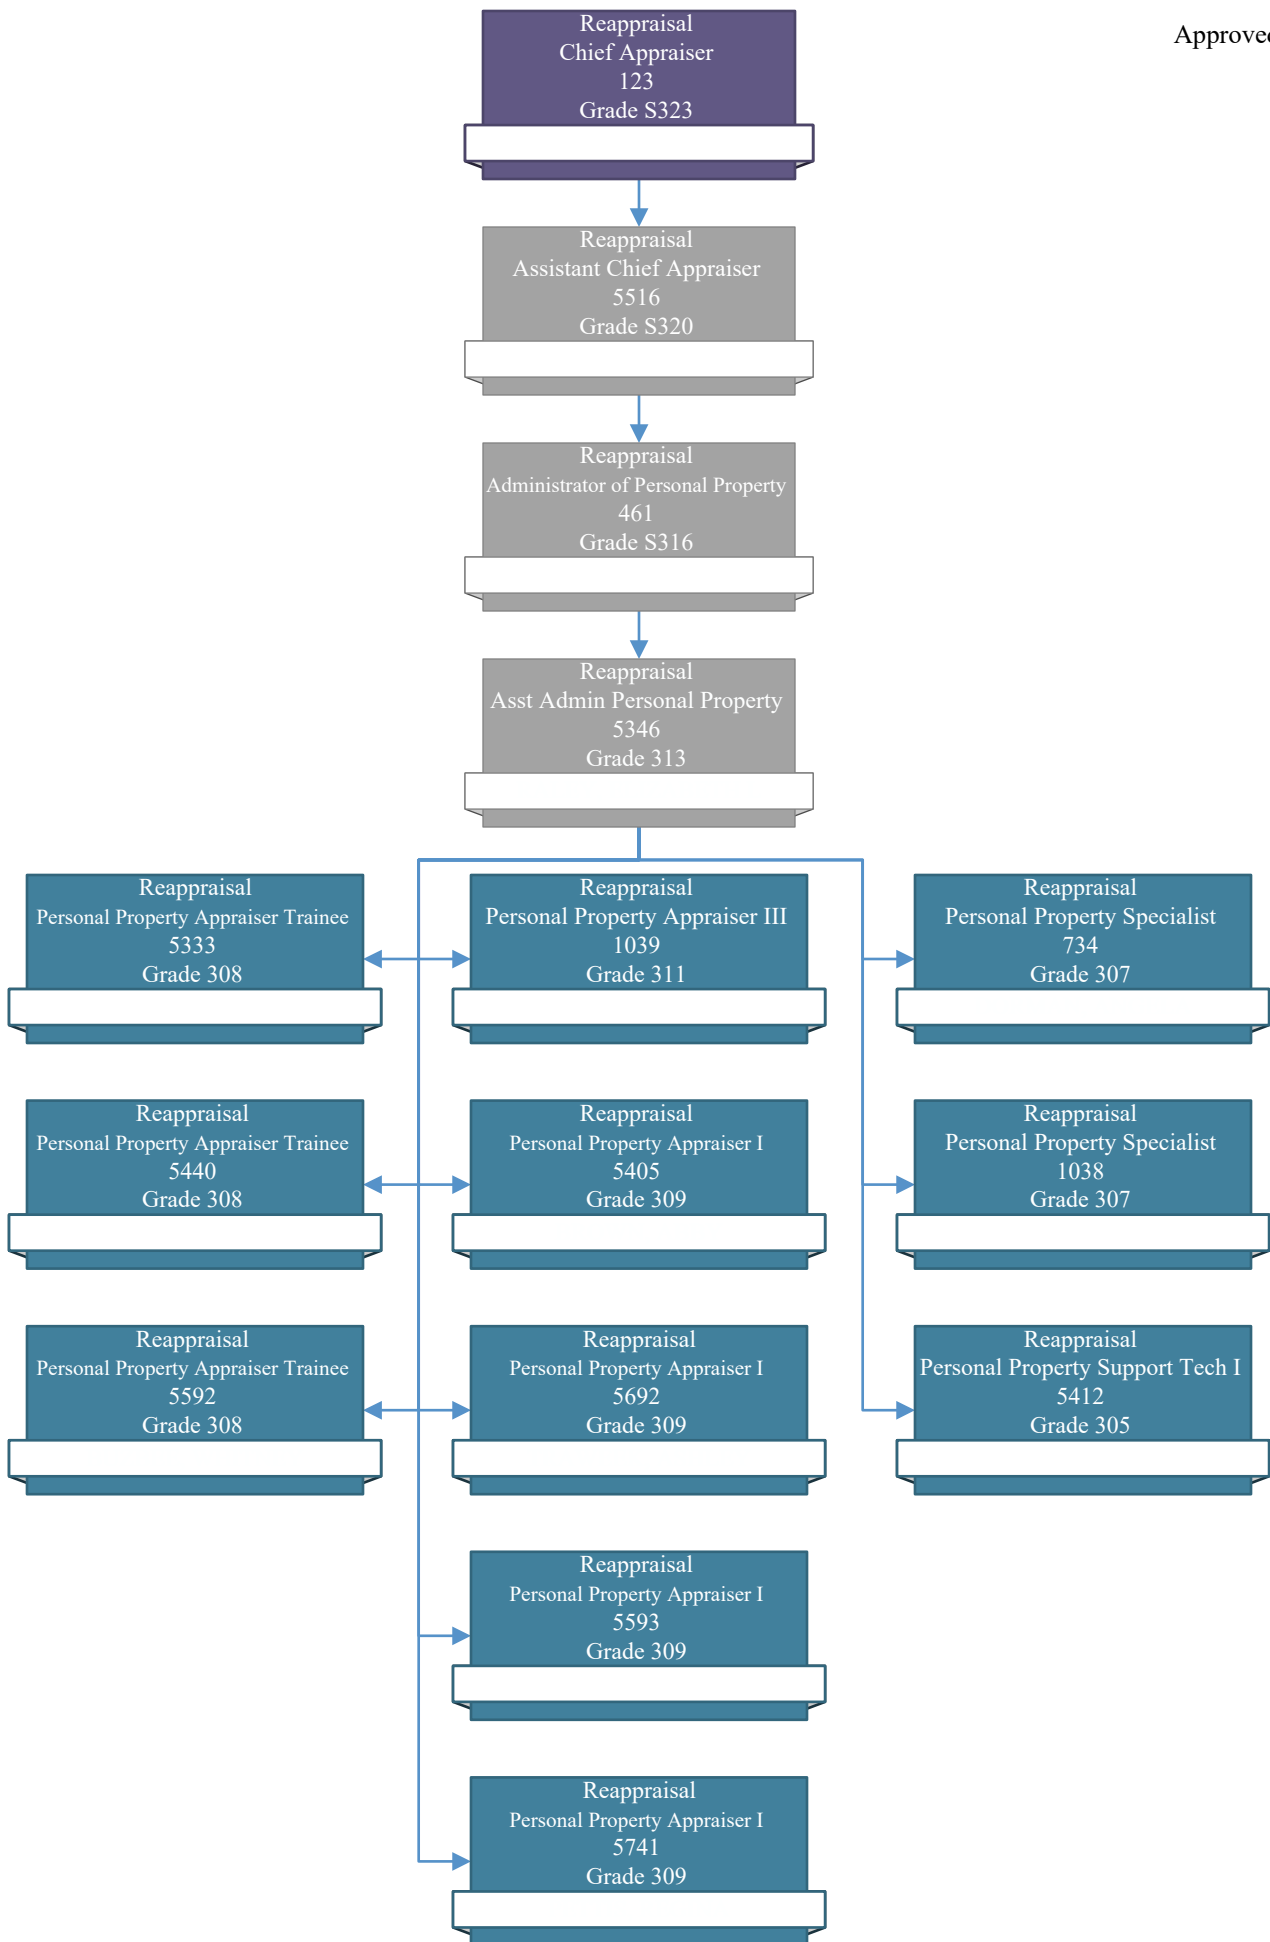 Reappraisal
Chief Appraiser
123
Grade S323
Approved
Reappraisal
Assistant Chief Appraiser
5516
Grade S320
Reappraisal
Administrator of Personal Property
461
Grade S316
Reappraisal
Asst Admin Personal Property
5346
Grade 313
Reappraisal
Personal Property Appraiser Trainee
5333
Grade 308
Reappraisal
Personal Property Appraiser III
1039
Grade 311
Reappraisal
Personal Property Specialist
734
Grade 307
Reappraisal
Personal Property Appraiser Trainee
5440
Grade 308
Reappraisal
Personal Property Appraiser I
5405
Grade 309
Reappraisal
Personal Property Specialist
1038
Grade 307
Reappraisal
Personal Property Appraiser Trainee
5592
Grade 308
Reappraisal
Personal Property Appraiser I
5692
Grade 309
Reappraisal
Personal Property Support Tech I
5412
Grade 305
Reappraisal
Personal Property Appraiser I
5593
Grade 309
Reappraisal
Personal Property Appraiser I
5741
Grade 309